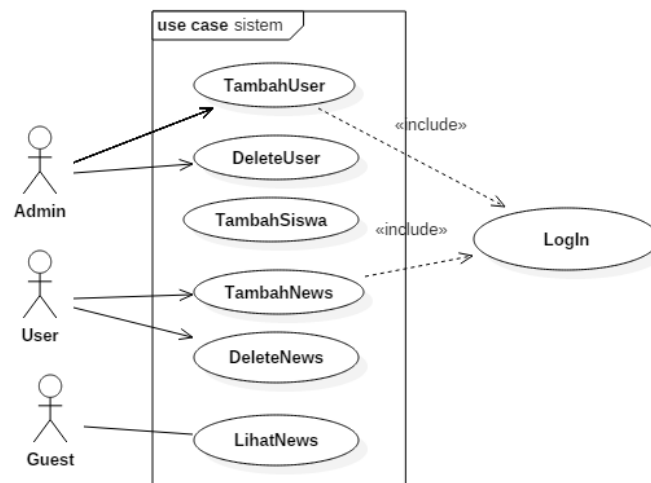 use case sistem
TambahUser
«include»
DeleteUser
Admin
TambahSiswa
«include»
LogIn
TambahNews
User
DeleteNews
LihatNews
Guest